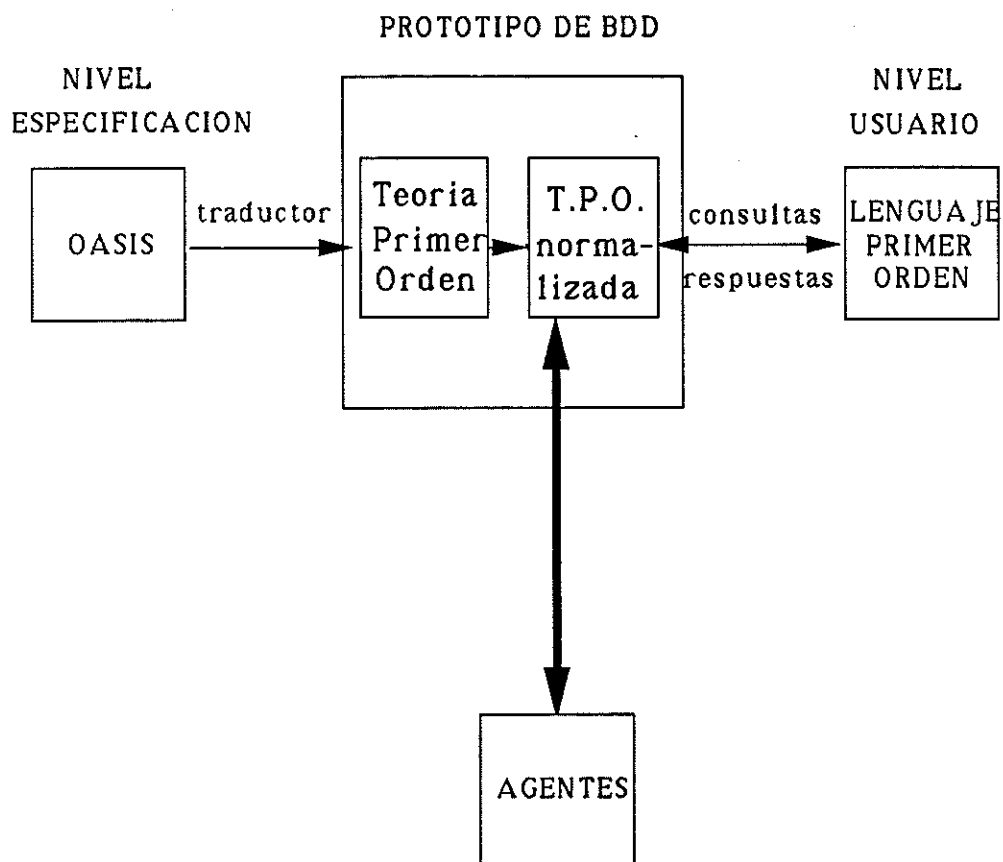 PROTOTIPO DE BDD
NIVEL
ESPECIFICACION
NIVEL
USUARIO
OASIS
traductor
Teoria
Primer
Orden
T.P.O.
norma-
lizada
consultas
respuestas
LENGUAJE
PRIMER
ORDEN
AGENTES